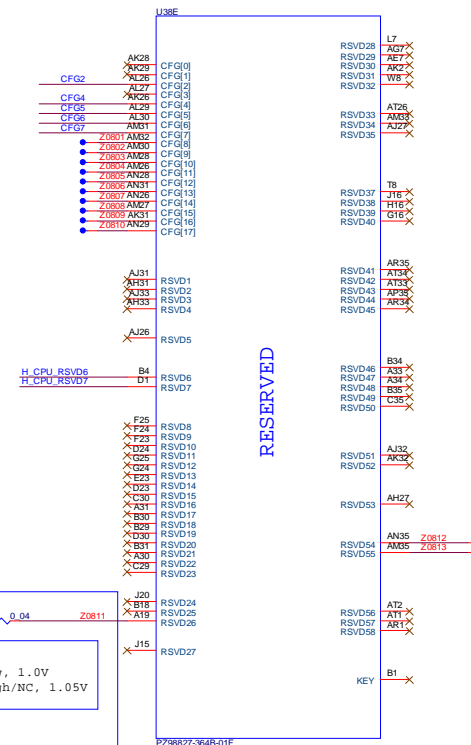 U38E
AK28 CFG[0]
AK29 CFG[1]
CFG2 AL26 CFG[2]
AL27 CFG[3]
CFG4 AK26 CFG[4]
CFG5 AL29 CFG[5]
CFG6 AL30 CFG[6]
CFG7 AM31 CFG[7]
Z0801 AM32 CFG[8]
Z0802 AM30 CFG[9]
Z0803 AM28 CFG[10]
Z0804 AM26 CFG[11]
Z0805 AN28 CFG[12]
Z0806 AN31 CFG[13]
Z0807 AN26 CFG[14]
Z0808 AM27 CFG[15]
Z0809 AK31 CFG[16]
Z0810 AN29 CFG[17]
AJ31 RSVD1
AH31 RSVD2
AJ33 RSVD3
AH33 RSVD4
AJ26 RSVD5
H_CPU_RSVD6 B4 RSVD6
H_CPU_RSVD7 D1 RSVD7
F25 RSVD8
F24 RSVD9
F23 RSVD10
D24 RSVD11
G25 RSVD12
G24 RSVD13
E23 RSVD14
D23 RSVD15
C30 RSVD16
A31 RSVD17
B30 RSVD18
B29 RSVD19
D30 RSVD20
B31 RSVD21
A30 RSVD22
C29 RSVD23
J20 RSVD24
B18 RSVD25
0_04 Z0811 A19 RSVD26
J15 RSVD27
RESERVED
RSVD28 L7
RSVD29 AG7
RSVD30 AE7
RSVD31 AK2
RSVD32 W8
RSVD33 AT26
RSVD34 AM33
RSVD35 AJ27
RSVD37 T8
RSVD38 J16
RSVD39 H16
RSVD40 G16
RSVD41 AR35
RSVD42 AT34
RSVD43 AT33
RSVD44 AP35
RSVD45 AR34
RSVD46 B34
RSVD47 A33
RSVD48 A34
RSVD49 B35
RSVD50 C35
RSVD51 AJ32
RSVD52 AK32
RSVD53 AH27
RSVD54 AN35 Z0812
RSVD55 AM35 Z0813
RSVD56 AT2
RSVD57 AT1
RSVD58 AR1
KEY B1
, 1.0V
gh/NC, 1.05V
PZ98827-364B-01F